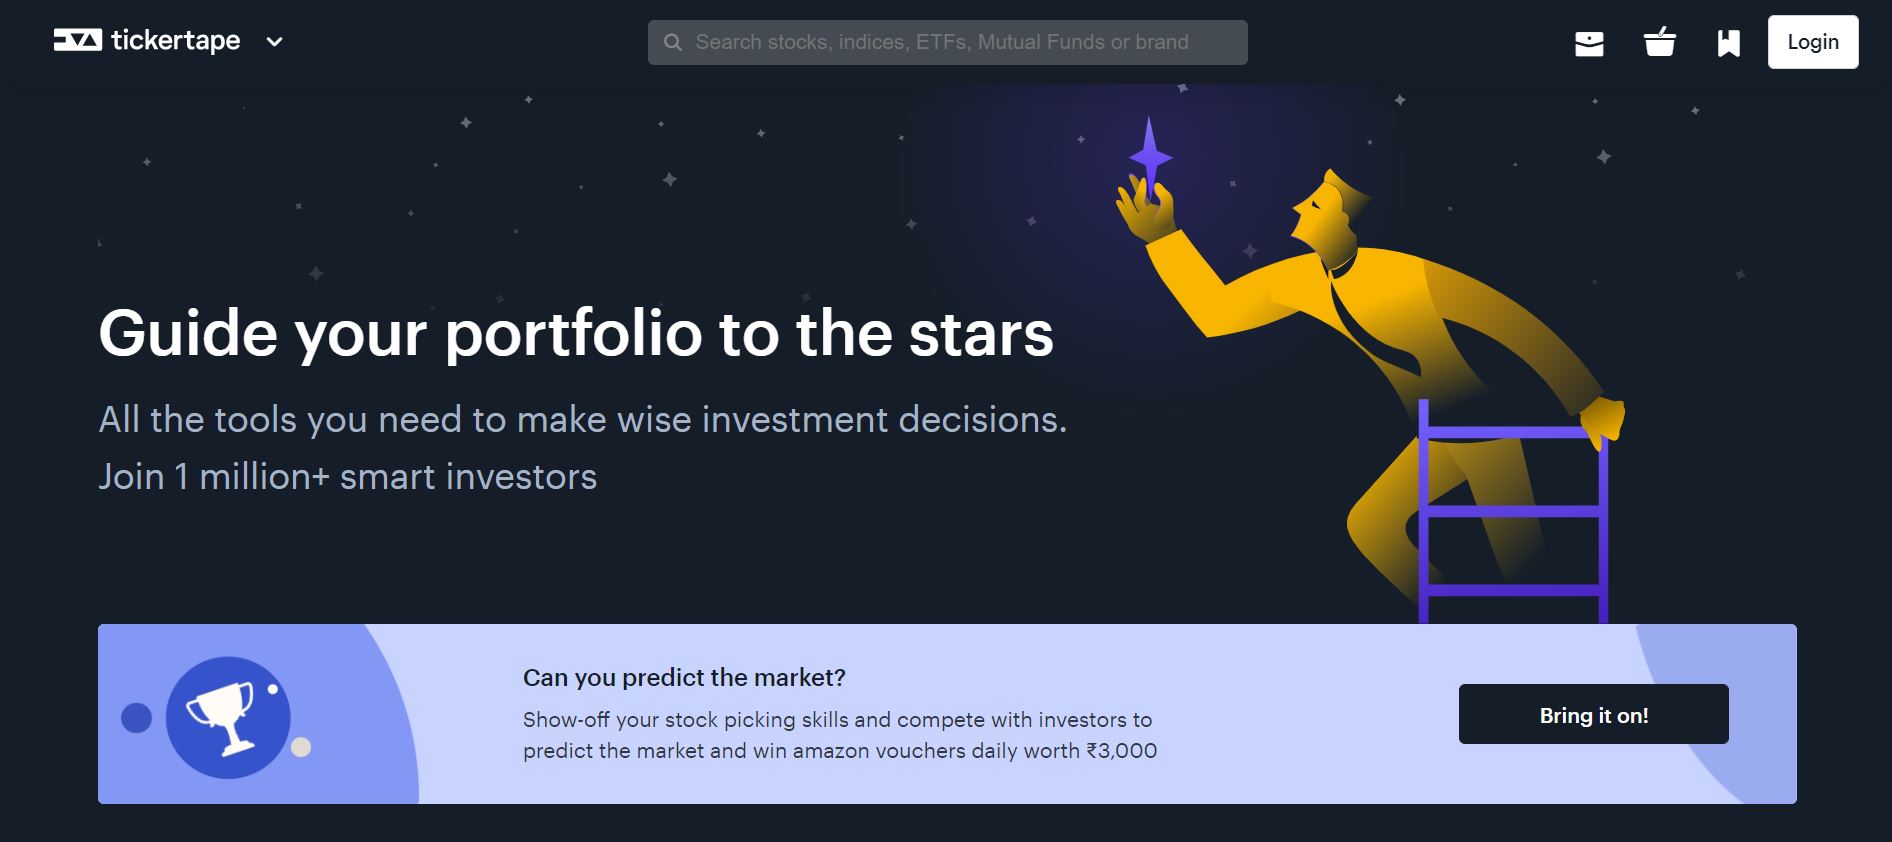 tickertape
Search stocks, indices, ETFs, Mutual Funds or brand
Login
Guide your portfolio to the stars
All the tools you need to make wise investment decisions.
Join 1 million+ smart investors
Can you predict the market?
Show-off your stock picking skills and compete with investors to
predict the market and win amazon vouchers daily worth ₹3,000
Bring it on!